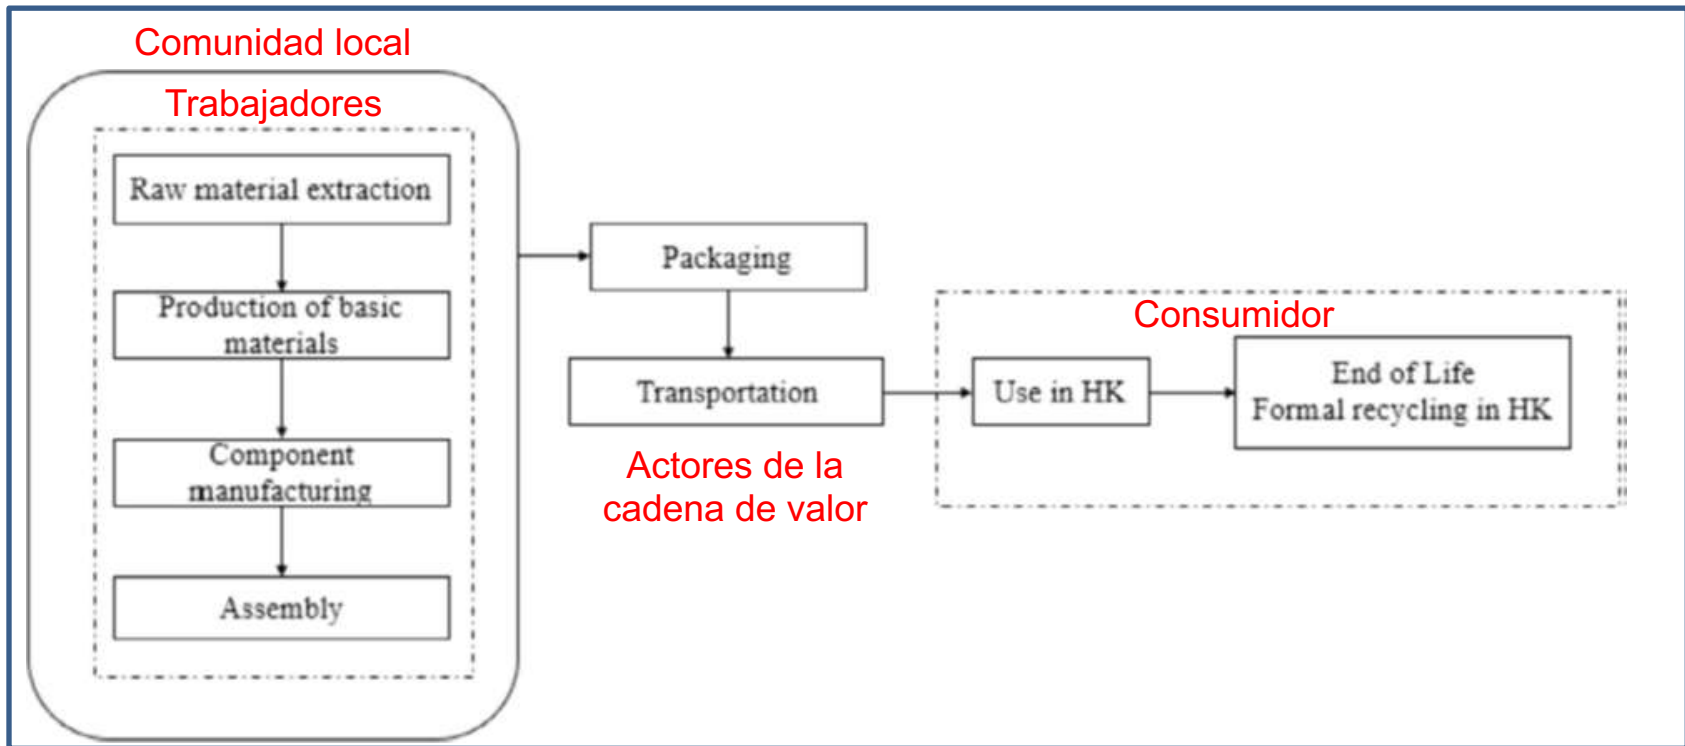 Comunidad local
Trabajadores
Raw material extraction
Production of basic
materials
Component
manufacturing
Assembly
Packaging
Transportation
Actores de la
cadena de valor
Consumidor
Use in HK
End of Life
Formal recycling in HK